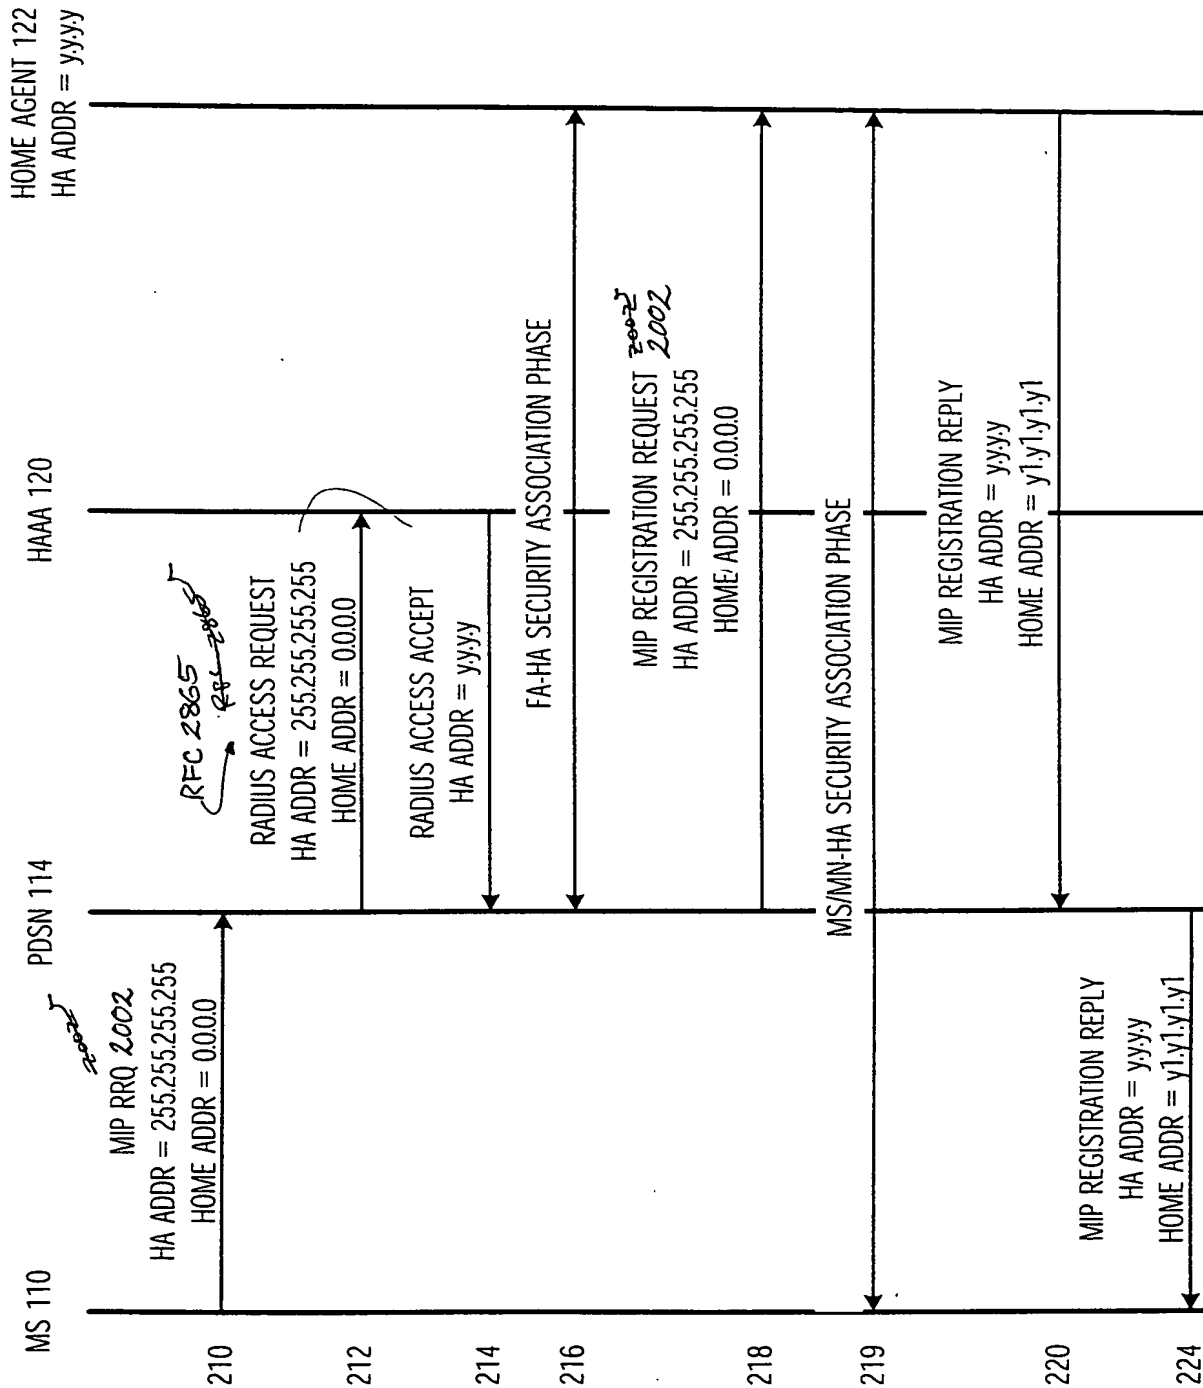 MS 110
PDSN 114
HAAA 120
HOME AGENT 122
HA ADDR = y.y.y.y
210
2002
MIP RRQ 2002
HA ADDR = 255.255.255.255
HOME ADDR = 0.0.0.0
212
RFC 2865
2865
RADIUS ACCESS REQUEST
HA ADDR = 255.255.255.255
HOME ADDR = 0.0.0.0
214
RADIUS ACCESS ACCEPT
HA ADDR = y.y.y.y
216
FA-HA SECURITY ASSOCIATION PHASE
218
MIP REGISTRATION REQUEST 2002
2002
HA ADDR = 255.255.255.255
HOME ADDR = 0.0.0.0
219
MS/MN-HA SECURITY ASSOCIATION PHASE
220
MIP REGISTRATION REPLY
HA ADDR = y.y.y.y
HOME ADDR = y1.y1.y1.y1
224
MIP REGISTRATION REPLY
HA ADDR = y.y.y.y
HOME ADDR = y1.y1.y1.y1